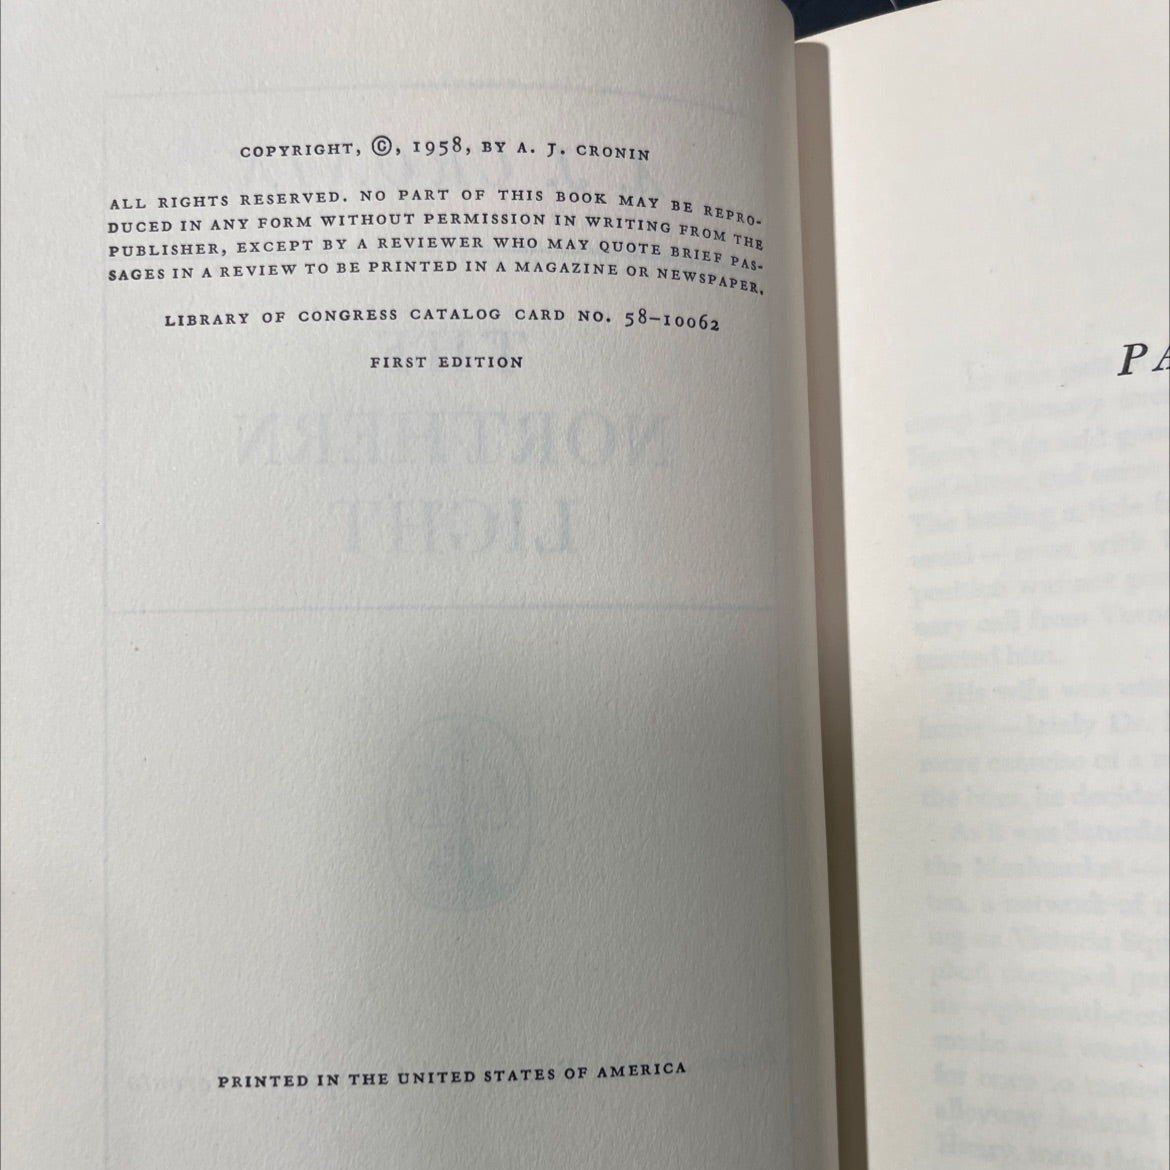 COPYRIGHT, ©, 1958, BY A. J. CRONIN
ALL RIGHTS RESERVED. NO PART OF THIS BOOK MAY BE REPRO-
DUCED IN ANY FORM WITHOUT PERMISSION IN WRITING FROM THE
PUBLISHER, EXCEPT BY A REVIEWER WHO MAY QUOTE BRIEF PAS-
SAGES IN A REVIEW TO BE PRINTED IN A MAGAZINE OR NEWSPAPER.
LIBRARY OF CONGRESS CATALOG CARD NO. 58-10062
FIRST EDITION
NORTHERN
LIGHT
PRINTED IN THE UNITED STATES OF AMERICA
PA